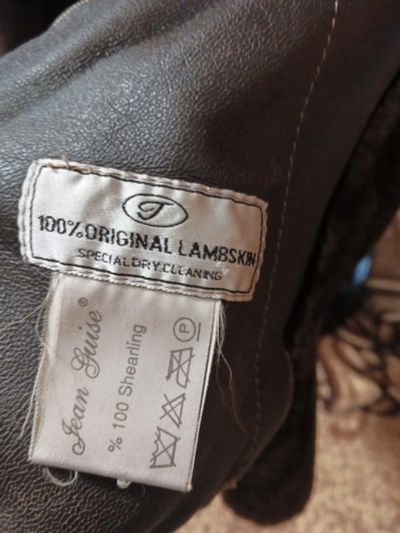 100% ORIGINAL LAMBSKIN
SPECIAL DRY CLEANING
Jean Guise ®
% 100 Shearling
P